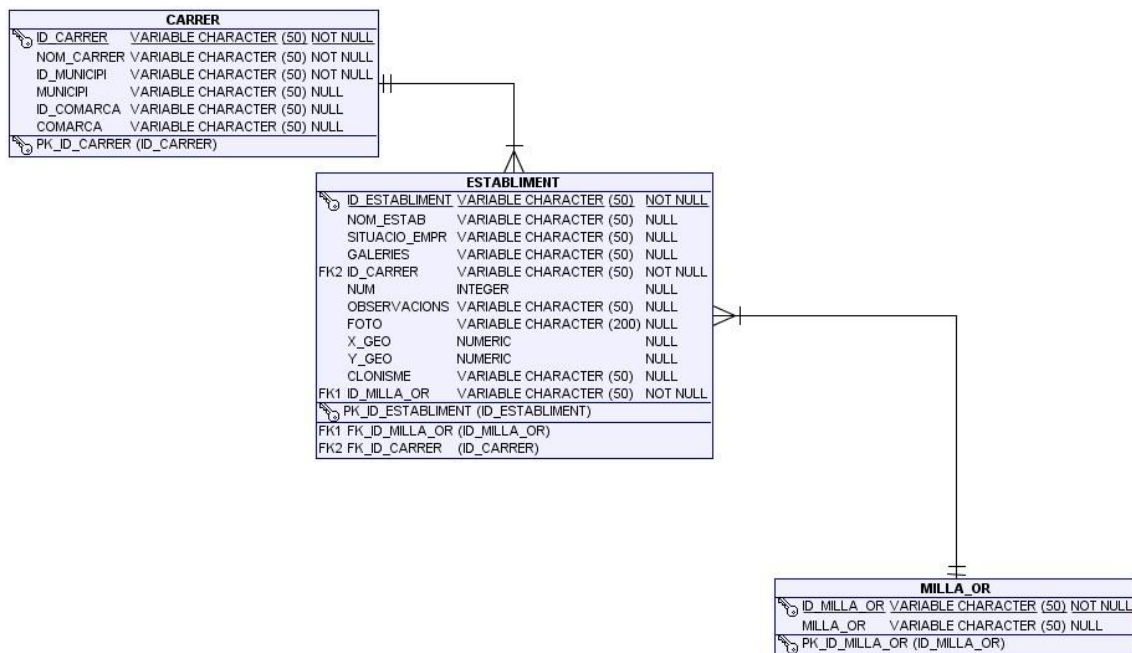 CARRER
ID_CARRER VARIABLE CHARACTER (50) NOT NULL
NOM_CARRER VARIABLE CHARACTER (50) NOT NULL
ID_MUNICIPI VARIABLE CHARACTER (50) NOT NULL
MUNICIPI VARIABLE CHARACTER (50) NULL
ID_COMARCA VARIABLE CHARACTER (50) NULL
COMARCA VARIABLE CHARACTER (50) NULL
PK_ID_CARRER (ID_CARRER)
ESTABLIMENT
ID_ESTABLIMENT VARIABLE CHARACTER (50) NOT NULL
NOM_ESTAB VARIABLE CHARACTER (50) NULL
SITUACIO_EMPR VARIABLE CHARACTER (50) NULL
GALERIES VARIABLE CHARACTER (50) NULL
FK2 ID_CARRER VARIABLE CHARACTER (50) NOT NULL
NUM INTEGER NULL
OBSERVACIONS VARIABLE CHARACTER (50) NULL
FOTO VARIABLE CHARACTER (200) NULL
X_GEO NUMERIC NULL
Y_GEO NUMERIC NULL
CLONISME VARIABLE CHARACTER (50) NULL
FK1 ID_MILLA_OR VARIABLE CHARACTER (50) NOT NULL
PK_ID_ESTABLIMENT (ID_ESTABLIMENT)
FK1 FK_ID_MILLA_OR (ID_MILLA_OR)
FK2 FK_ID_CARRER (ID_CARRER)
MILLA_OR
ID_MILLA_OR VARIABLE CHARACTER (50) NOT NULL
MILLA_OR VARIABLE CHARACTER (50) NULL
PK_ID_MILLA_OR (ID_MILLA_OR)